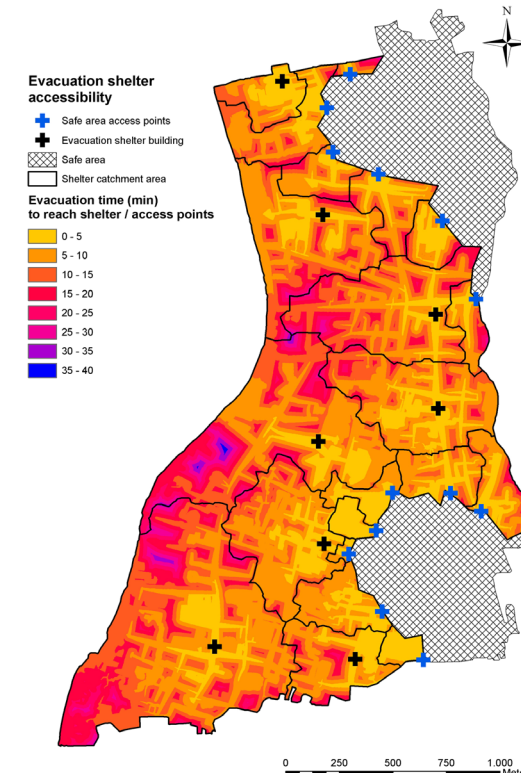 N
Evacuation shelter
accessibility
Safe area access points
Evacuation shelter building
Safe area
Shelter catchment area
Evacuation time (min)
to reach shelter / access points
0 - 5
5 - 10
10 - 15
15 - 20
20 - 25
25 - 30
30 - 35
35 - 40
0 250 500 750 1.000